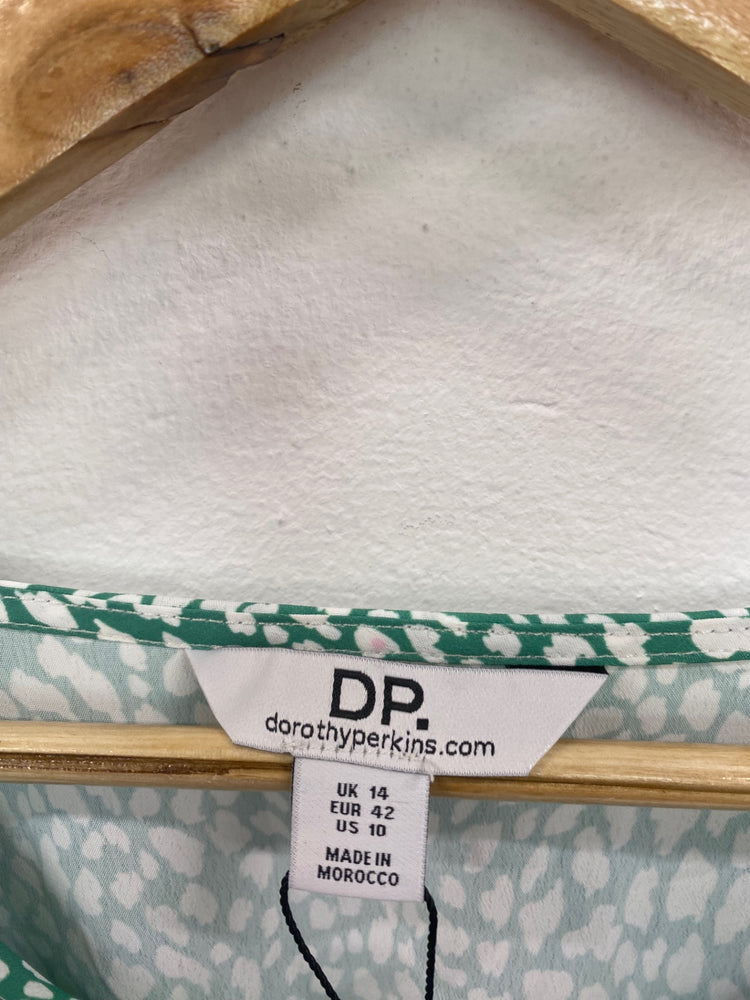 DP.
dorothyperkins.com
UK 14
EUR 42
US 10
MADE IN
MOROCCO